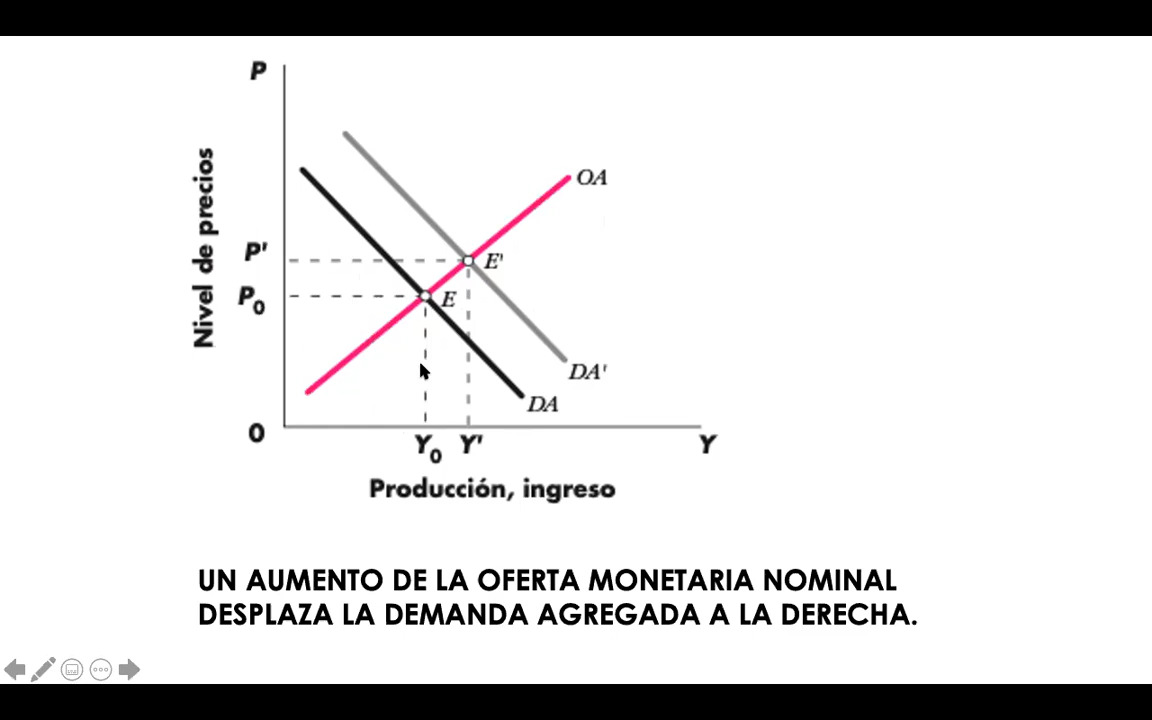 P
Nivel de precios
OA
P'
E'
P₀
E
DA'
DA
0
Y₀ Y' Y
Producción, ingreso
UN AUMENTO DE LA OFERTA MONETARIA NOMINAL
DESPLAZA LA DEMANDA AGREGADA A LA DERECHA.